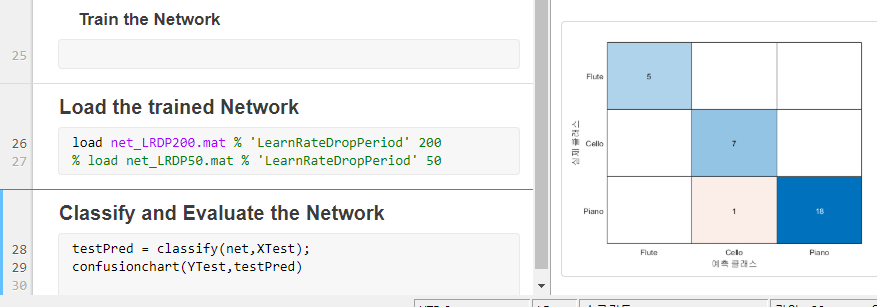 Train the Network
25
Load the trained Network
26 load net_LRDP200.mat % 'LearnRateDropPeriod' 200
27 % load net_LRDP50.mat % 'LearnRateDropPeriod' 50
Classify and Evaluate the Network
28 testPred = classify(net,XTest);
29 confusionchart(YTest,testPred)
30
실제 클래스
Flute 5
Cello 7
Piano 1 18
Flute Cello Piano
예측 클래스